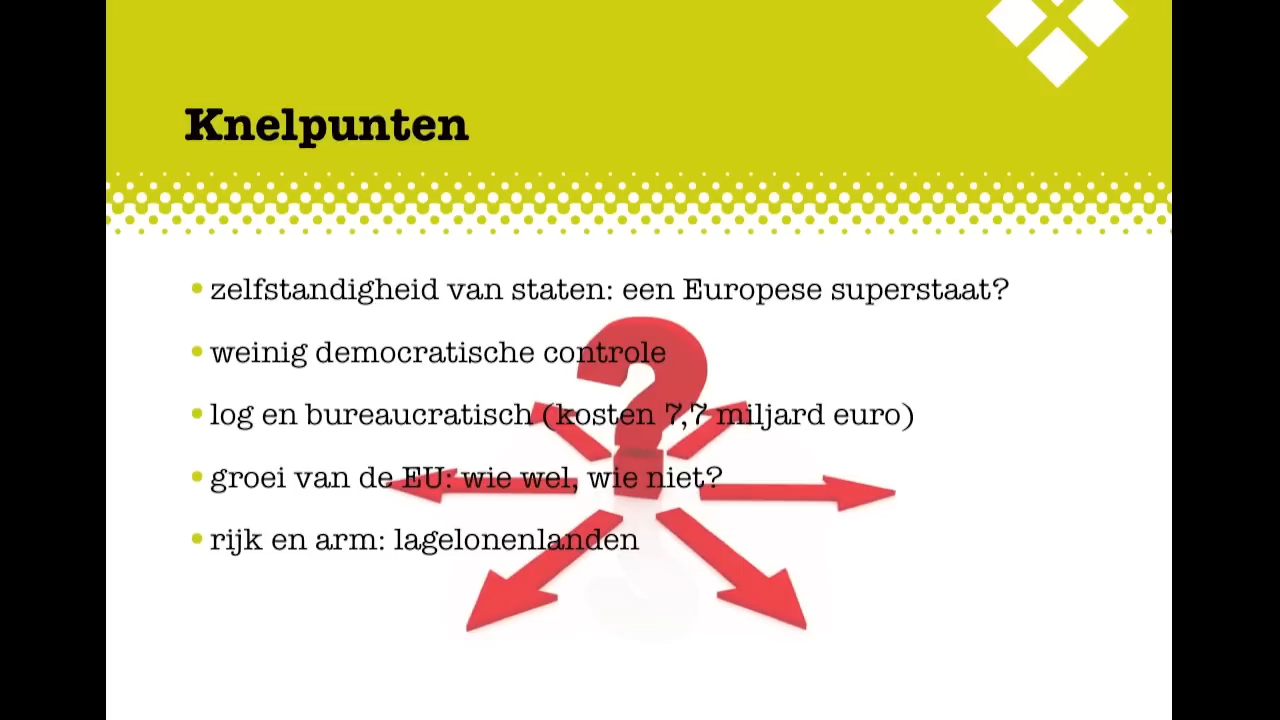 Knelpunten
zelfstandigheid van staten: een Europese superstaat?
weinig democratische controle
log en bureaucratisch (kosten 7,7 miljard euro)
groei van de EU: wie wel, wie niet?
rijk en arm: lagelonenlanden